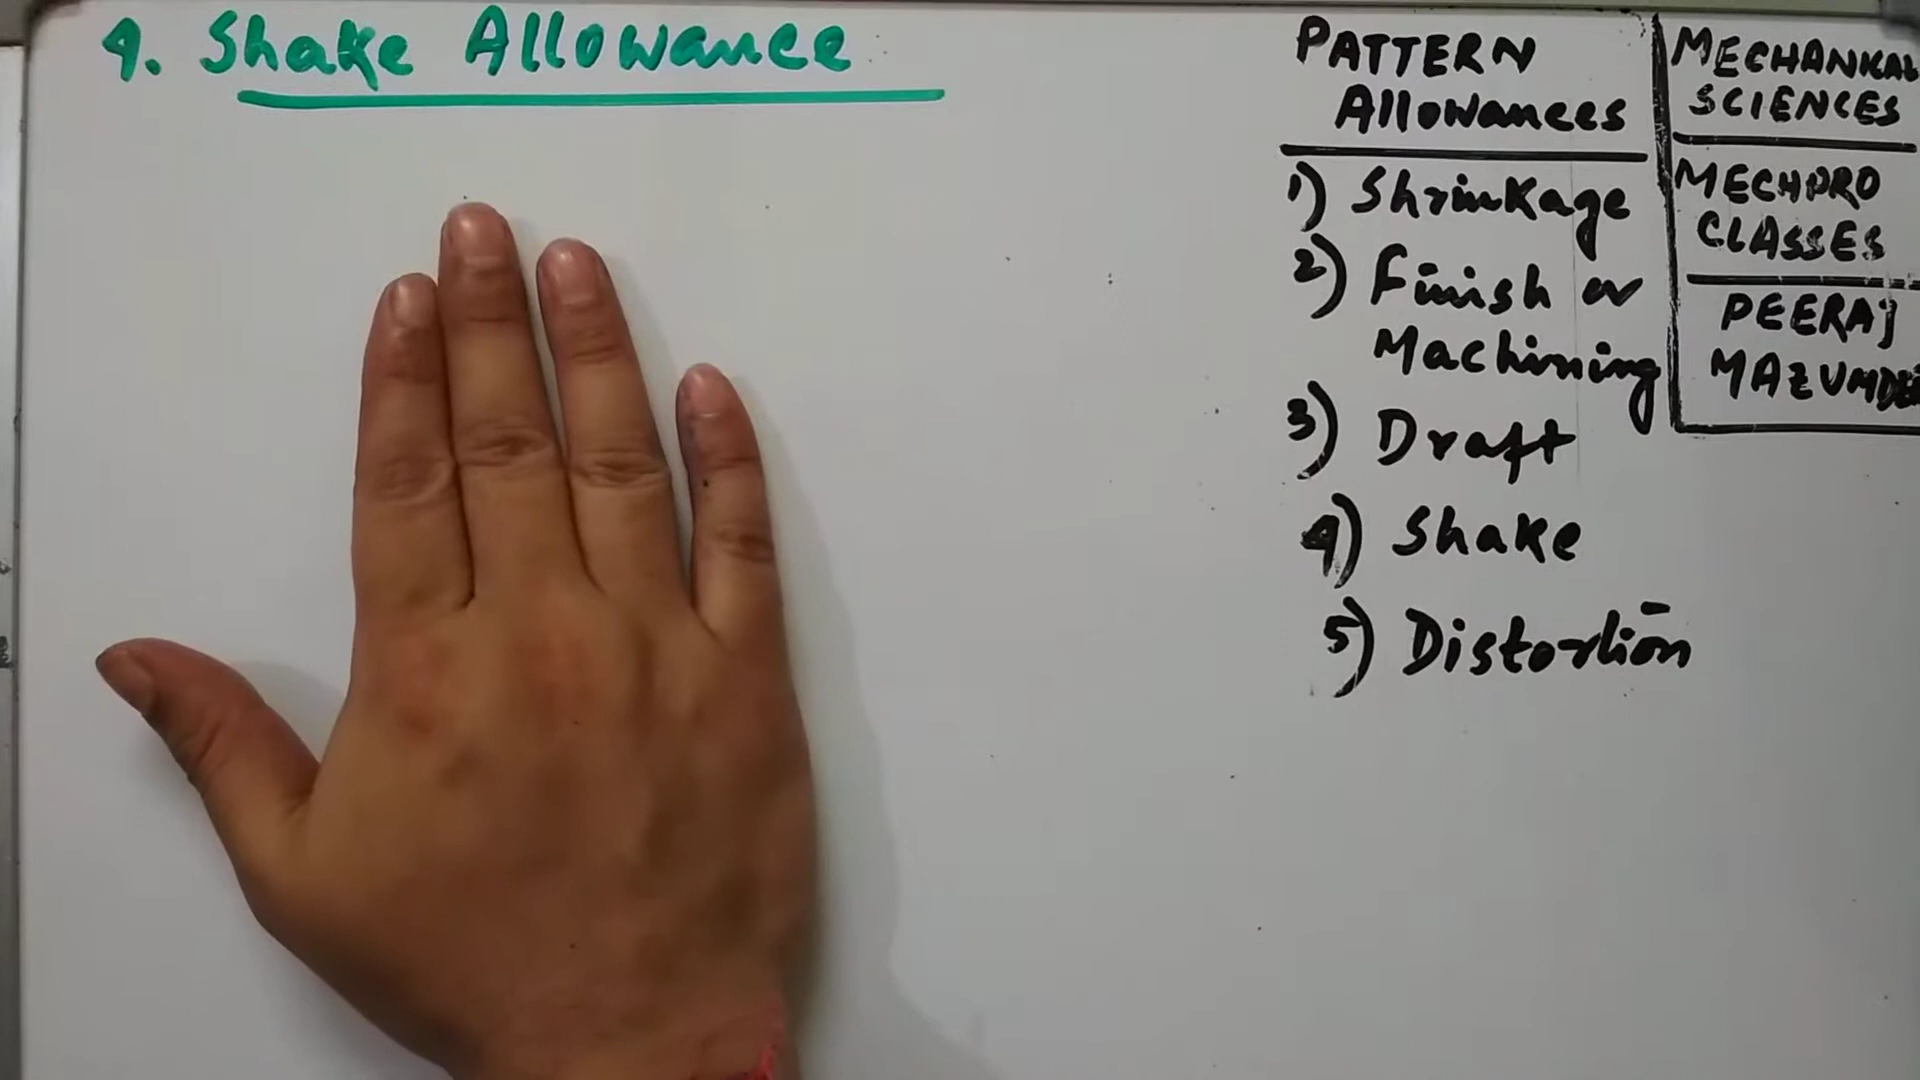 4. Shake Allowance
PATTERN
Allowances
1) Shrinkage
2) Finish or
Machining
3) Draft
4) Shake
5) Distortion
MECHANICAL
SCIENCES
MECHPRO
CLASSES
PEERAJ